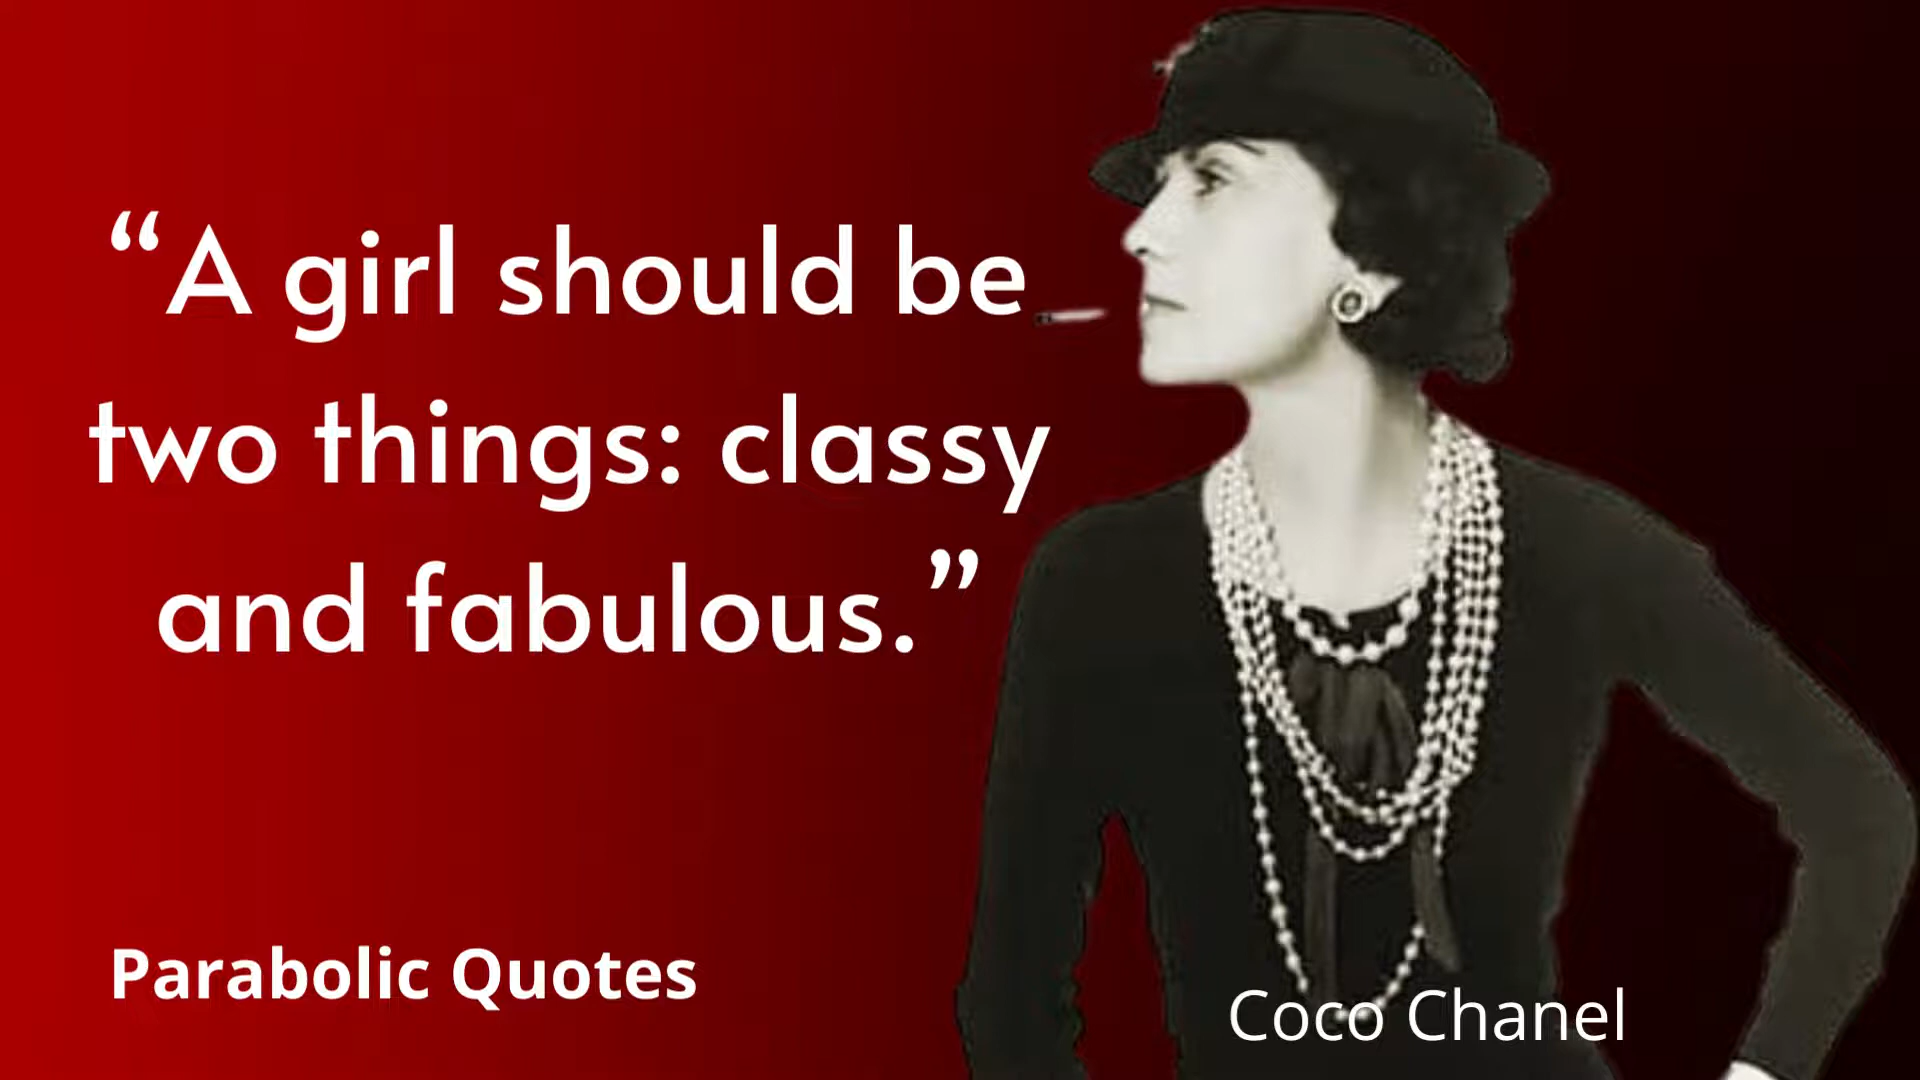 “A girl should be
two things: classy
and fabulous.”
Parabolic Quotes
Coco Chanel